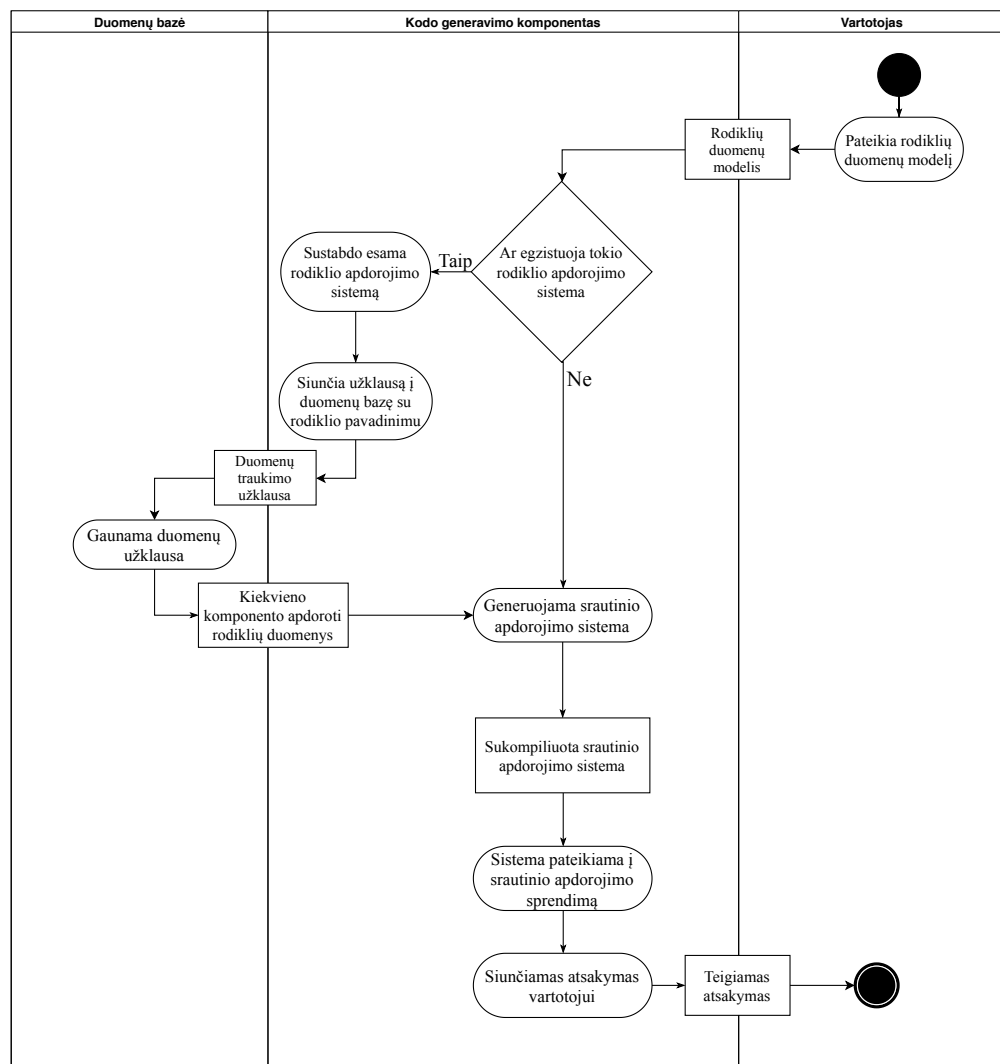 Duomenų bazė
Kodo generavimo komponentas
Vartotojas
Pateikia rodiklių
duomenų modelį
Rodiklių
duomenų
modelis
Ar egzistuoja tokio
rodiklio apdorojimo
sistema
Taip
Ne
Sustabdo esama
rodiklio apdorojimo
sistemą
Siunčia užklausą į
duomenų bazę su
rodiklio pavadinimu
Duomenų
traukimo
užklausa
Gaunama duomenų
užklausa
Kiekvieno
komponento apdoroti
rodiklių duomenys
Generuojama srautinio
apdorojimo sistema
Sukompiliuota srautinio
apdorojimo sistema
Sistema pateikiama į
srautinio apdorojimo
sprendimą
Siunčiamas atsakymas
vartotojui
Teigiamas
atsakymas